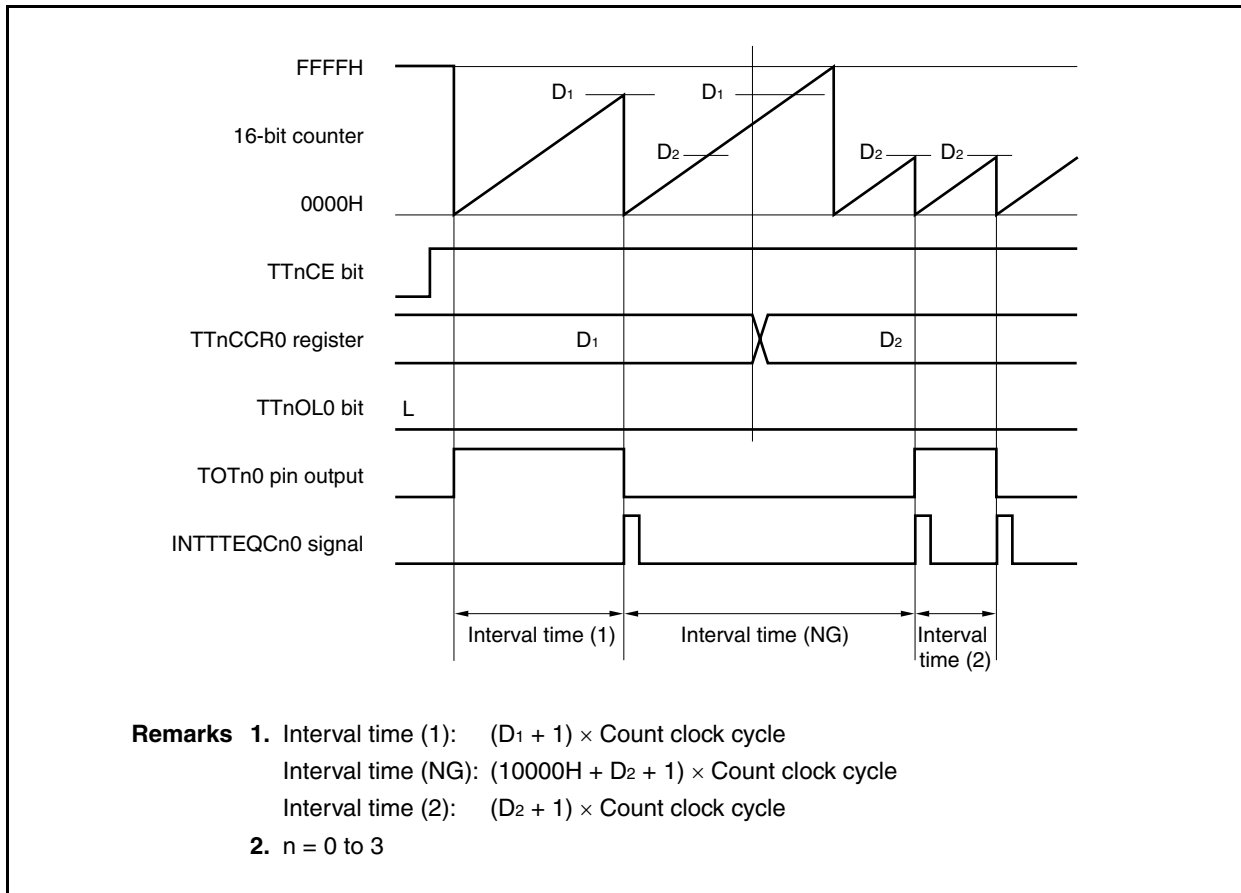 FFFFH
D1
D1
16-bit counter
D2
D2
D2
0000H
TTnCE bit
TTnCCR0 register
D1
D2
TTnOL0 bit
L
TOTn0 pin output
INTTTEQCn0 signal
Interval time (1)
Interval time (NG)
Interval
time (2)
Remarks 1. Interval time (1): (D1 + 1) × Count clock cycle
Interval time (NG): (10000H + D2 + 1) × Count clock cycle
Interval time (2): (D2 + 1) × Count clock cycle
2. n = 0 to 3